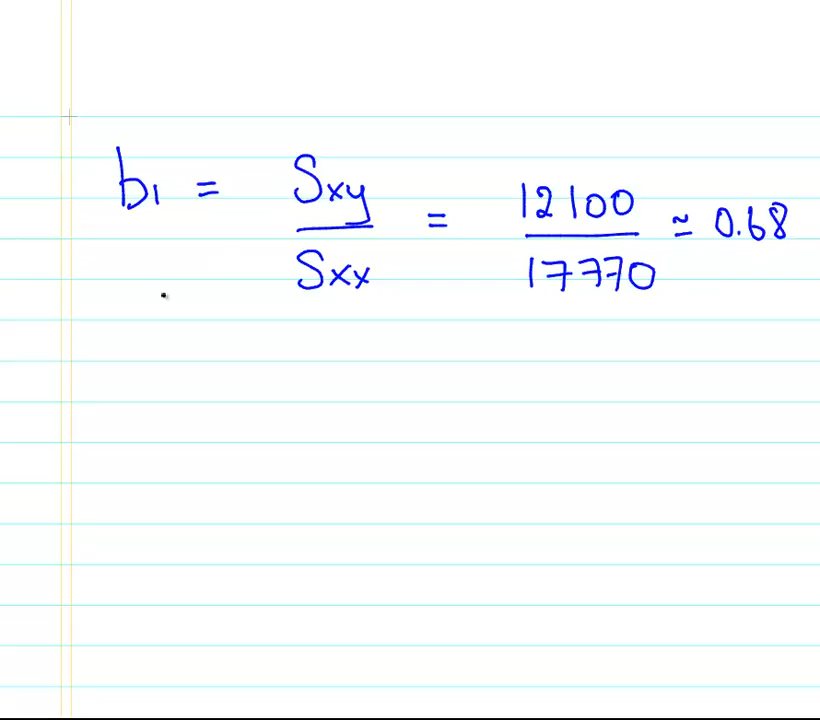 b1 = Sxy / Sxx = 12100 / 17770 ≃ 0.68